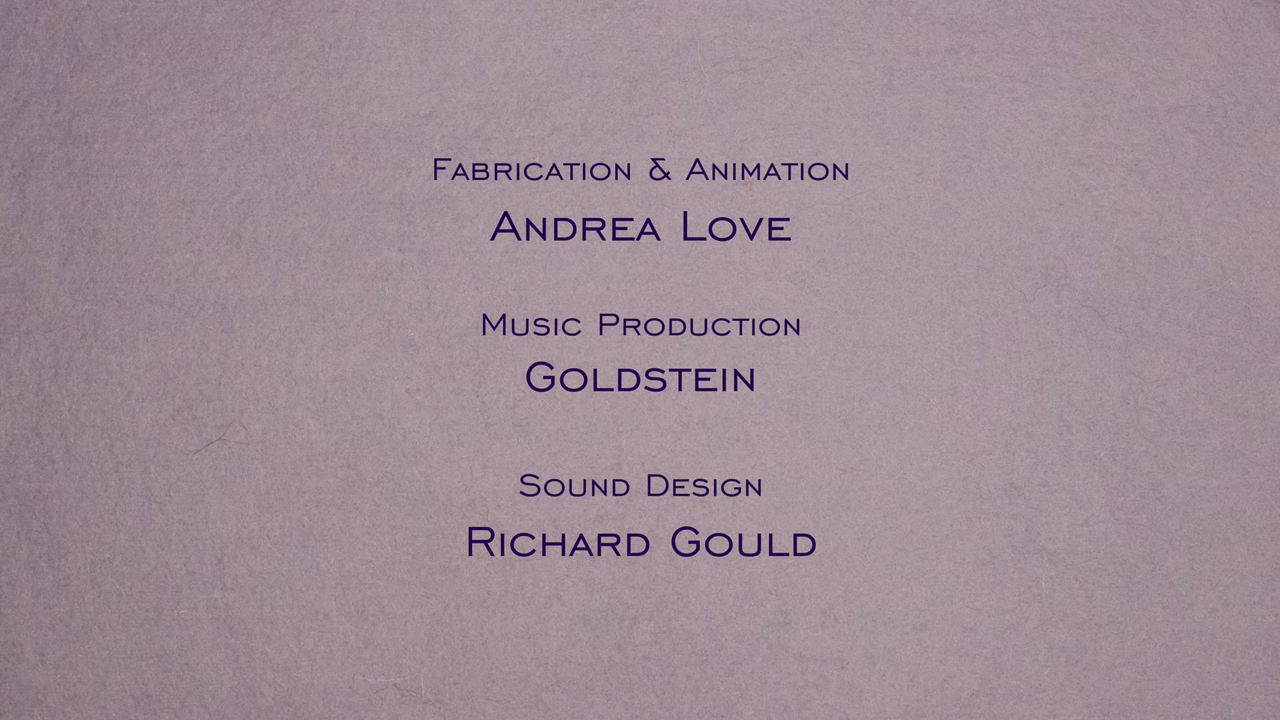 Fabrication & Animation
Andrea Love
Music Production
Goldstein
Sound Design
Richard Gould